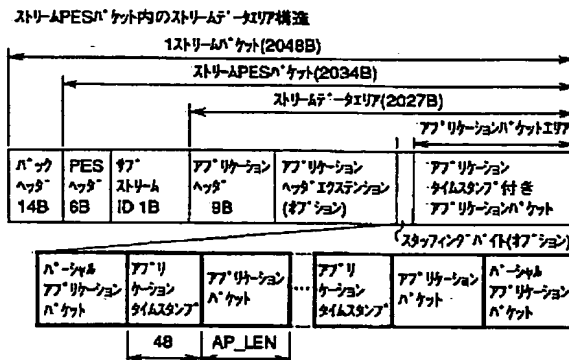 ストリームPESパケット内のストリームデータエリア構造
1ストリームパケット(2048B)
ストリームPESパケット(2034B)
ストリームデータエリア(2027B)
アプリケーションパケットエリア
パック
ヘッダ
14B
PES
ヘッダ
6B
サブ
ストリーム
ID 1B
アプリケーション
ヘッダ
9B
アプリケーション
ヘッダエクステンション
(オプション)
アプリケーション
タイムスタンプ付き
アプリケーションパケット
スタッフィングバイト(オプション)
パーシャル
アプリケーション
パケット
アプリ
ケーション
タイムスタンプ
アプリケーション
パケット
アプリ
ケーション
タイムスタンプ
アプリケーション
パケット
パーシャル
アプリケーション
パケット
48
AP_LEN